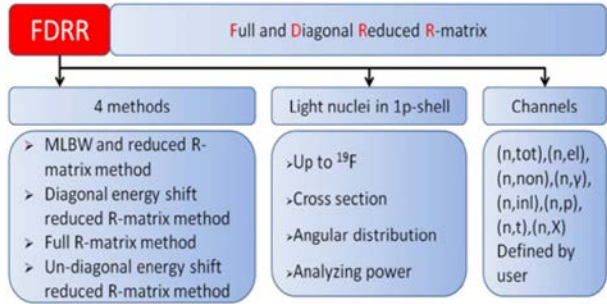 FDRR
Full and Diagonal Reduced R-matrix
4 methods
➢ MLBW and reduced R-
matrix method
➢ Diagonal energy shift
reduced R-matrix method
➢ Full R-matrix method
➢ Un-diagonal energy shift
reduced R-matrix method
Light nuclei in 1p-shell
➢Up to ¹⁹F
➢Cross section
➢Angular distribution
➢Analyzing power
Channels
(n,tot),(n,el),
(n,non),(n,γ),
(n,inl),(n,p),
(n,t),(n,X)
Defined by
user